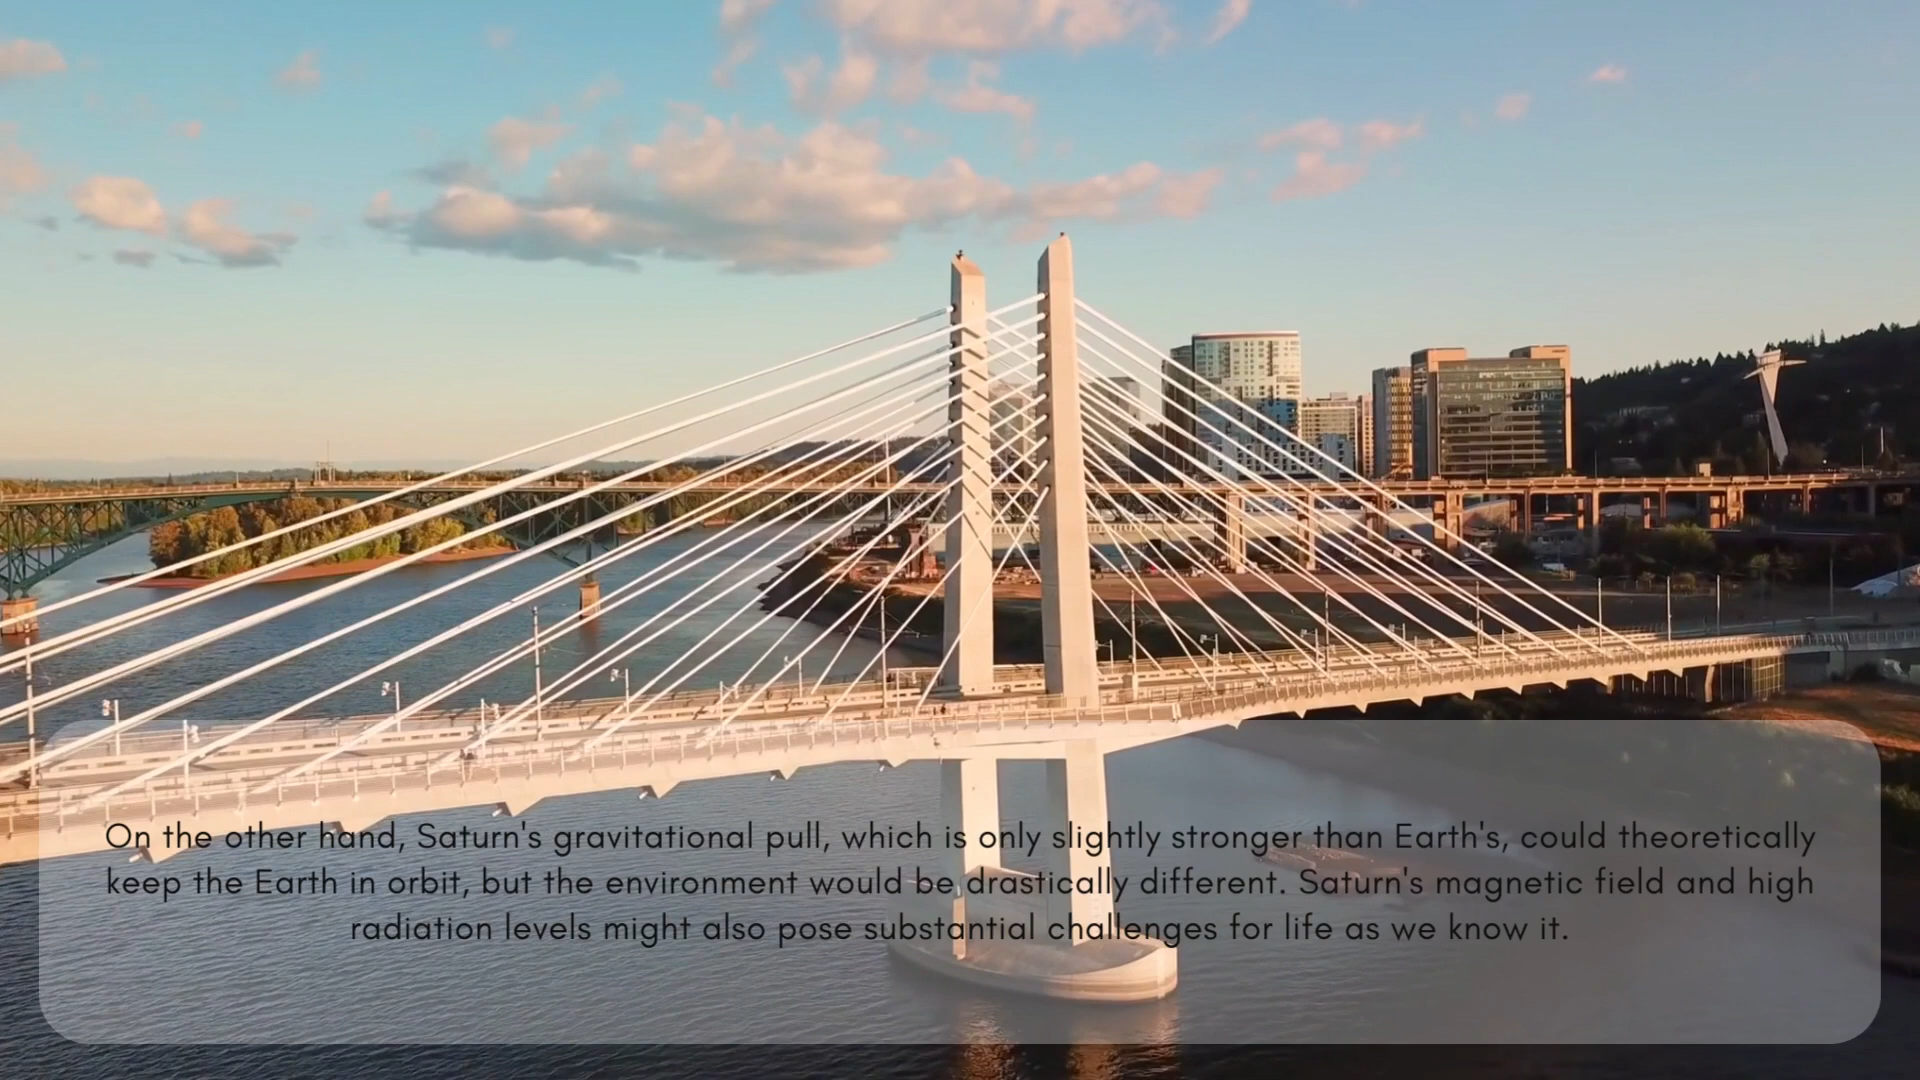 On the other hand, Saturn's gravitational pull, which is only slightly stronger than Earth's, could theoretically
keep the Earth in orbit, but the environment would be drastically different. Saturn's magnetic field and high
radiation levels might also pose substantial challenges for life as we know it.